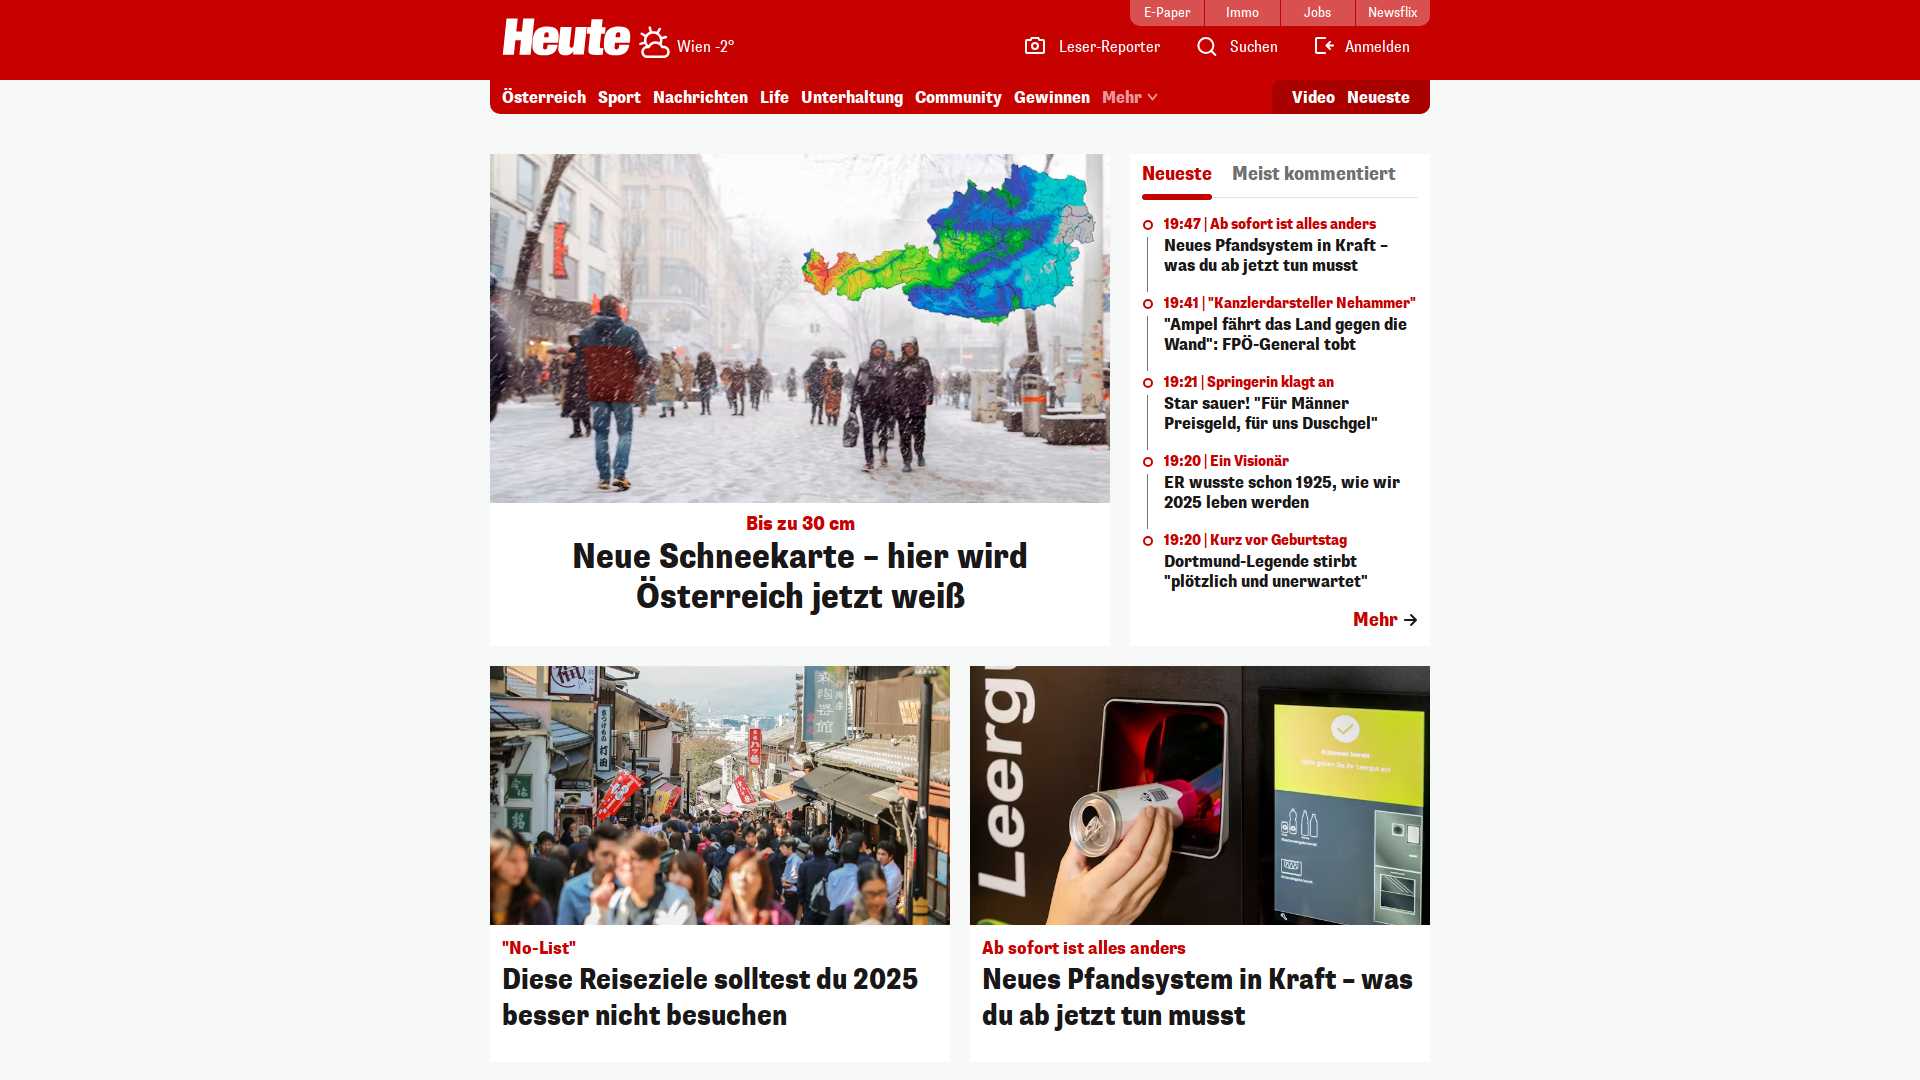 E-Paper
Immo
Jobs
Newsflix
Heute
Wien -2°
Leser-Reporter
Suchen
Anmelden
Österreich
Sport
Nachrichten
Life
Unterhaltung
Community
Gewinnen
Mehr
Video
Neueste
Bis zu 30 cm
Neue Schneekarte – hier wird
Österreich jetzt weiß
Neueste
Meist kommentiert
19:47 | Ab sofort ist alles anders
Neues Pfandsystem in Kraft –
was du ab jetzt tun musst
19:41 | "Kanzlerdarsteller Nehammer"
"Ampel fährt das Land gegen die
Wand": FPÖ-General tobt
19:21 | Springerin klagt an
Star sauer! "Für Männer
Preisgeld, für uns Duschgel"
19:20 | Ein Visionär
ER wusste schon 1925, wie wir
2025 leben werden
19:20 | Kurz vor Geburtstag
Dortmund-Legende stirbt
"plötzlich und unerwartet"
Mehr
"No-List"
Diese Reiseziele solltest du 2025
besser nicht besuchen
Leerg
Ab sofort ist alles anders
Neues Pfandsystem in Kraft – was
du ab jetzt tun musst